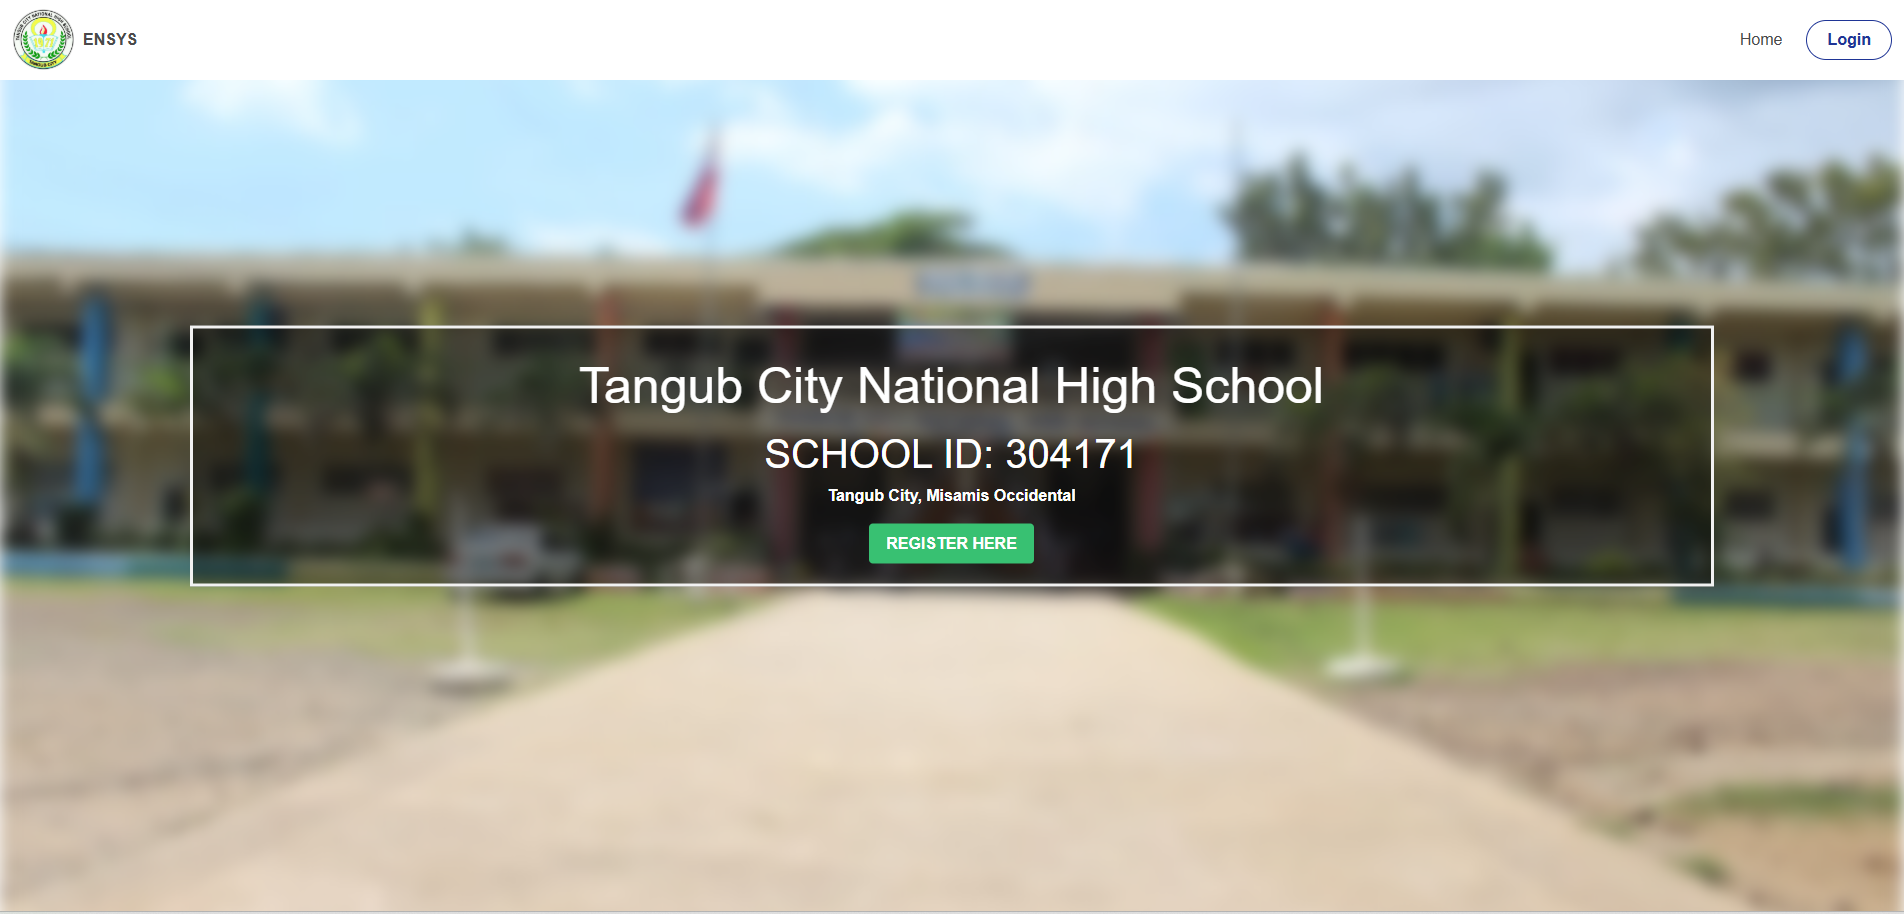 ENSYS
Home
Login
Tangub City National High School
SCHOOL ID: 304171
Tangub City, Misamis Occidental
REGISTER HERE